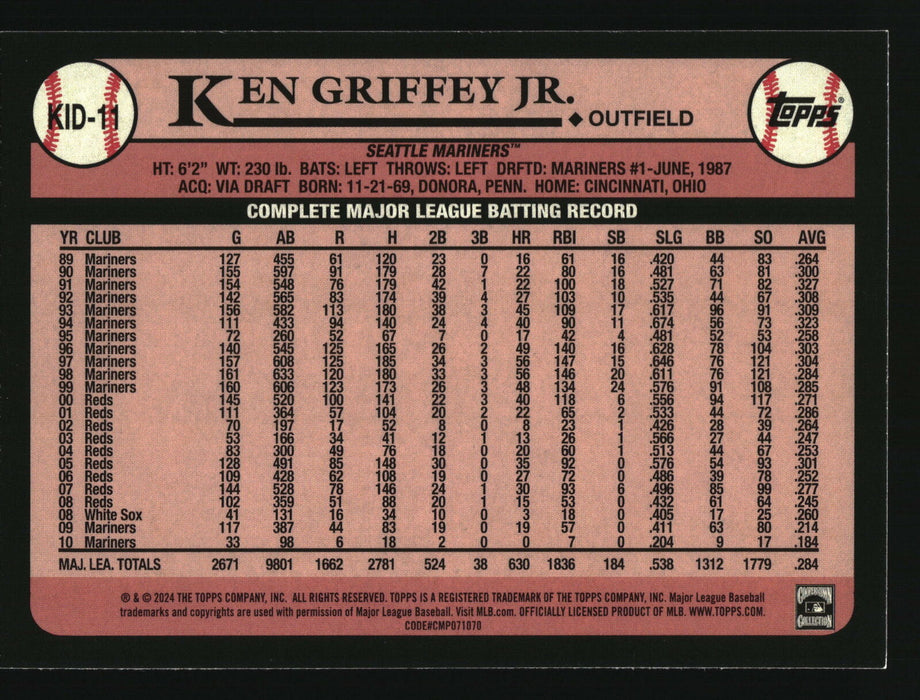 KID-11
KEN GRIFFEY JR.
◆ OUTFIELD
TOPPS®
SEATTLE MARINERS™
HT: 6'2" WT: 230 lb. BATS: LEFT THROWS: LEFT DRFTD: MARINERS #1-JUNE, 1987
ACQ: VIA DRAFT BORN: 11-21-69, DONORA, PENN. HOME: CINCINNATI, OHIO
COMPLETE MAJOR LEAGUE BATTING RECORD
YR CLUB G AB R H 2B 3B HR RBI SB SLG BB SO AVG
89 Mariners 127 455 61 120 23 0 16 61 16 .420 44 83 .264
90 Mariners 155 597 91 179 28 7 22 80 16 .481 63 81 .300
91 Mariners 154 548 76 179 42 1 22 100 18 .527 71 82 .327
92 Mariners 142 565 83 174 39 4 27 103 10 .535 44 67 .308
93 Mariners 156 582 113 180 38 3 45 109 17 .617 96 91 .309
94 Mariners 111 433 94 140 24 4 40 90 11 .674 56 73 .323
95 Mariners 72 260 52 67 7 0 17 42 4 .481 52 53 .258
96 Mariners 140 545 125 165 26 2 49 140 16 .628 78 104 .303
97 Mariners 157 608 125 185 34 3 56 147 15 .646 76 121 .304
98 Mariners 161 633 120 180 33 3 56 146 20 .611 76 121 .284
99 Mariners 160 606 123 173 26 3 48 134 24 .576 91 108 .285
00 Reds 145 520 100 141 22 3 40 118 6 .556 94 117 .271
01 Reds 111 364 57 104 20 2 22 65 2 .533 44 72 .286
02 Reds 70 197 17 52 8 0 8 23 1 .426 28 39 .264
03 Reds 53 166 34 41 12 1 13 26 1 .566 27 44 .247
04 Reds 83 300 49 76 18 0 20 60 1 .513 44 67 .253
05 Reds 128 491 85 148 30 0 35 92 0 .576 54 93 .301
06 Reds 109 428 62 108 19 0 27 72 0 .486 39 78 .252
07 Reds 144 528 78 146 24 1 30 93 6 .496 85 99 .277
08 Reds 102 359 51 88 20 1 15 53 0 .432 61 64 .245
08 White Sox 41 131 16 34 10 0 3 18 0 .405 17 25 .260
09 Mariners 117 387 44 83 19 0 19 57 0 .411 63 80 .214
10 Mariners 33 98 6 18 2 0 0 7 0 .204 9 17 .184
MAJ. LEA. TOTALS 2671 9801 1662 2781 524 38 630 1836 184 .538 1312 1779 .284
® & © 2024 THE TOPPS COMPANY, INC. ALL RIGHTS RESERVED. TOPPS IS A REGISTERED TRADEMARK OF THE TOPPS COMPANY, INC. Major League Baseball
trademarks and copyrights are used with permission of Major League Baseball. Visit MLB.com. OFFICIALLY LICENSED PRODUCT OF MLB. WWW.TOPPS.COM.
CODE#CMP071070
COOPERSTOWN
COLLECTION